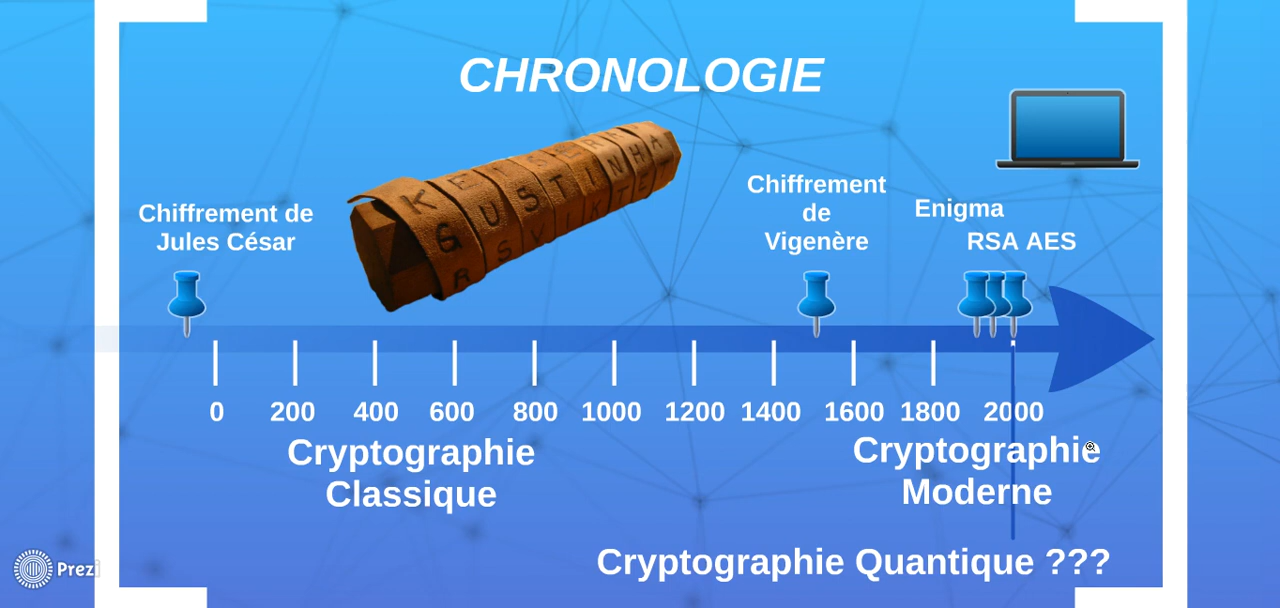 CHRONOLOGIE
Chiffrement de
Jules César
Chiffrement
de
Vigenère
Enigma
RSA AES
0 200 400 600 800 1000 1200 1400 1600 1800 2000
Cryptographie
Classique
Cryptographie
Moderne
Cryptographie Quantique ???
Prezi